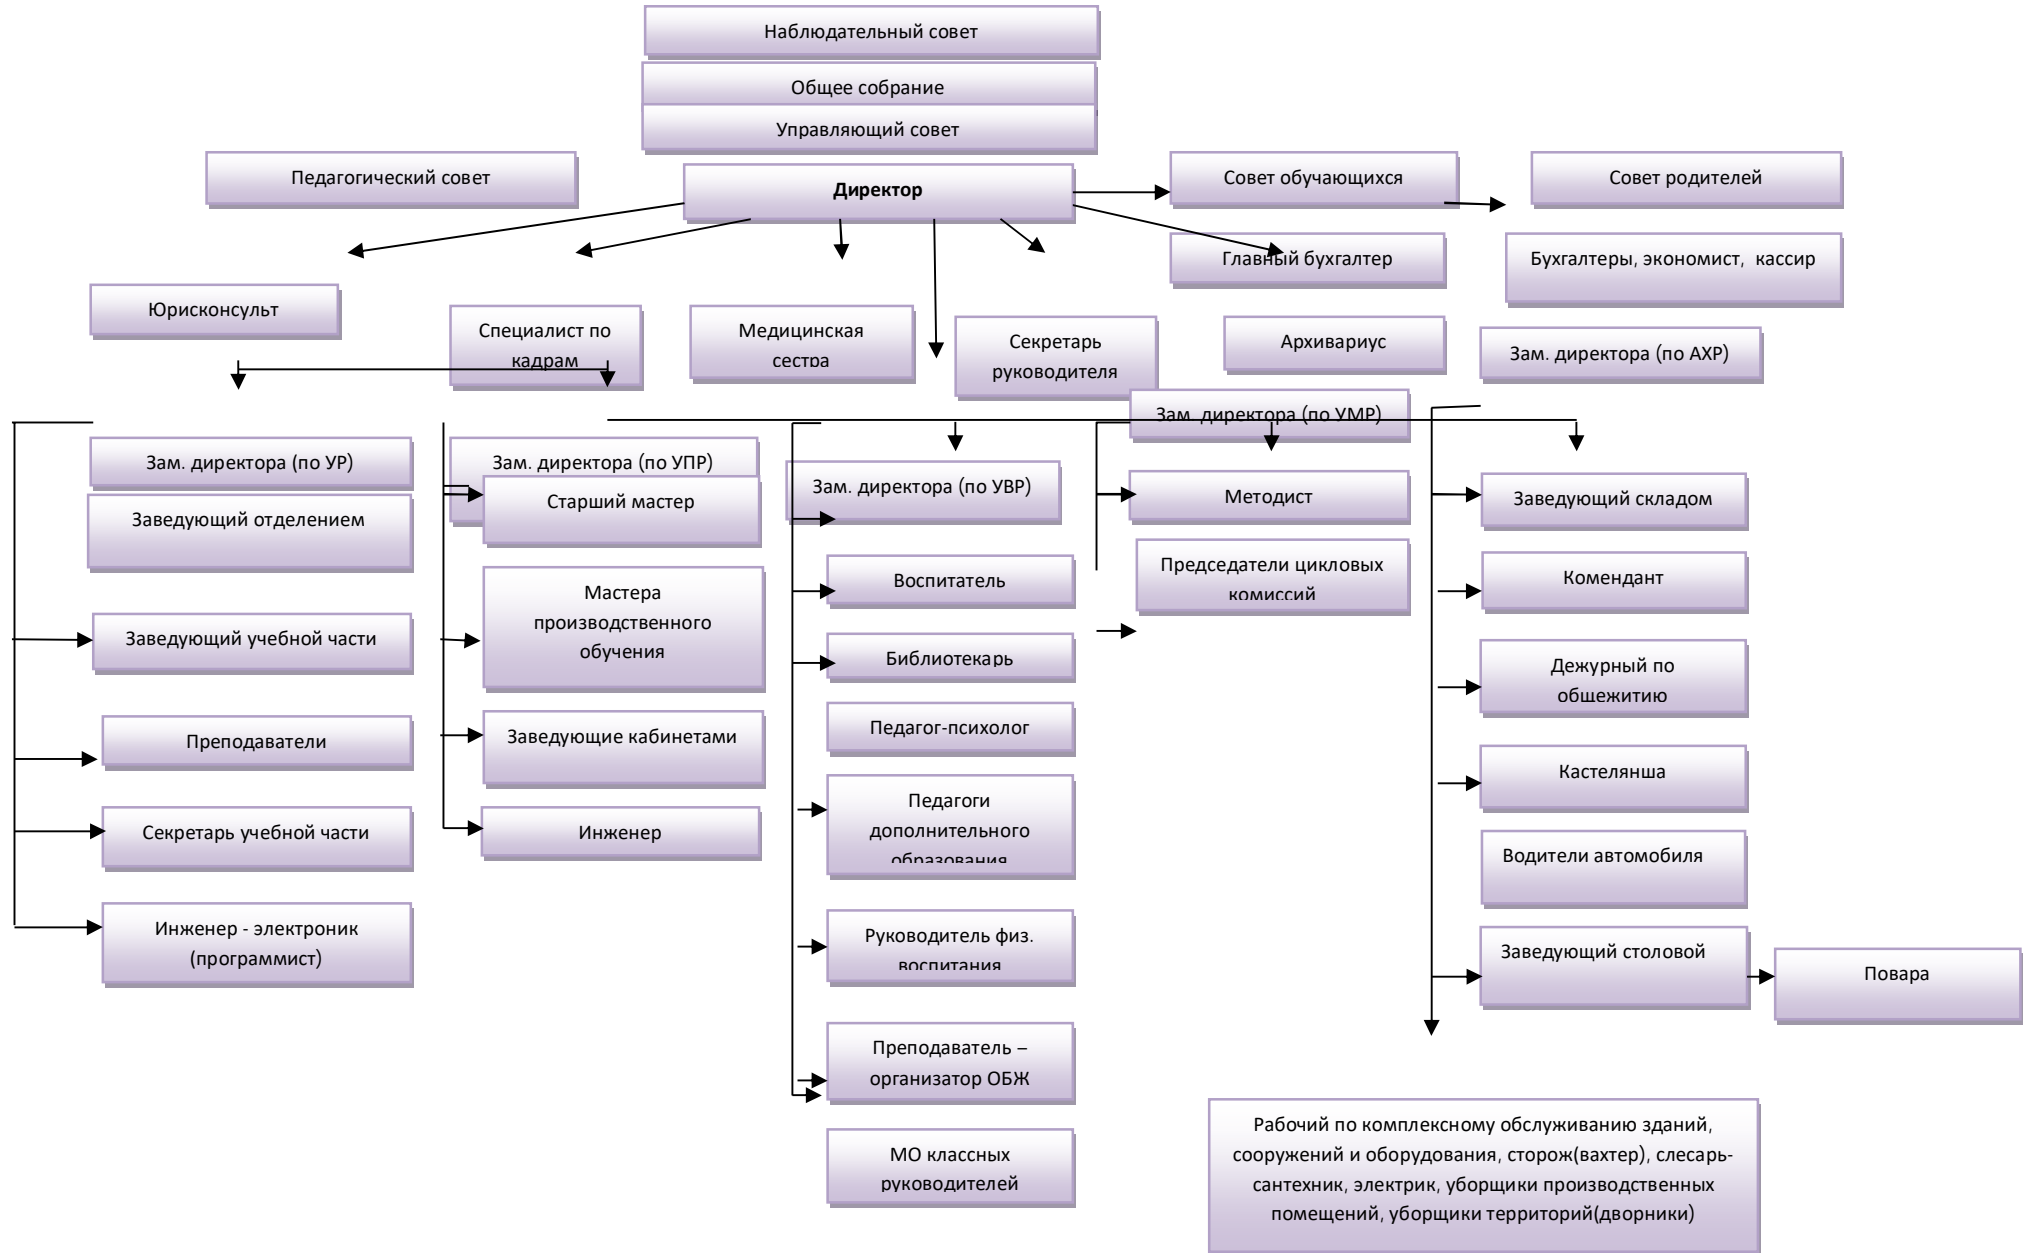 Наблюдательный совет
Общее собрание
Управляющий совет
Педагогический совет
Директор
Совет обучающихся
Совет родителей
Главный бухгалтер
Бухгалтеры, экономист, кассир
Юрисконсульт
Специалист по
кадрам
Медицинская
сестра
Секретарь
руководителя
Архивариус
Зам. директора (по АХР)
Зам. директора (по УМР)
Зам. директора (по УР)
Заведующий отделением
Заведующий учебной части
Преподаватели
Секретарь учебной части
Инженер - электроник
(программист)
Зам. директора (по УПР)
Старший мастер
Мастера
производственного
обучения
Заведующие кабинетами
Инженер
Зам. директора (по УВР)
Воспитатель
Библиотекарь
Педагог-психолог
Педагоги
дополнительного
образования
Руководитель физ.
воспитания
Преподаватель –
организатор ОБЖ
МО классных
руководителей
Методист
Председатели цикловых
комиссий
Заведующий складом
Комендант
Дежурный по
общежитию
Кастелянша
Водители автомобиля
Заведующий столовой
Повара
Рабочий по комплексному обслуживанию зданий,
сооружений и оборудования, сторож(вахтер), слесарь-
сантехник, электрик, уборщики производственных
помещений, уборщики территорий(дворники)